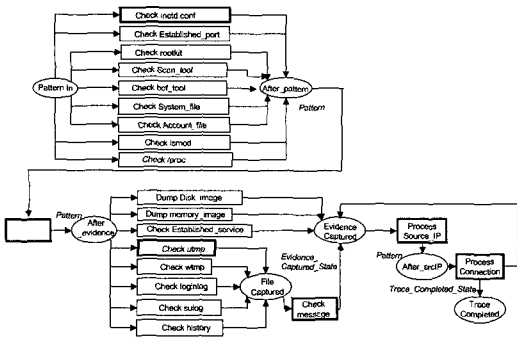 Check inetd.conf
Check Established_port
Check rootkit
Check Scan_tool
Pattern In
Check bof_tool
After_pattern
Check System_file
Pattern
Check Account_file
Check lsmod
Check /proc
Dump Disk_image
Pattern
After
evidence
Dump memory_image
Check Established_service
Evidence
Captured
Process
Source_IP
Check utmp
Evidence_
Captured_State
Pattern
After_srcIP
Process
Connection
Check wtmp
Check loginlog
File
Captured
Trace_Completed_State
Check sulog
Check
message
Trace
Completed
Check history